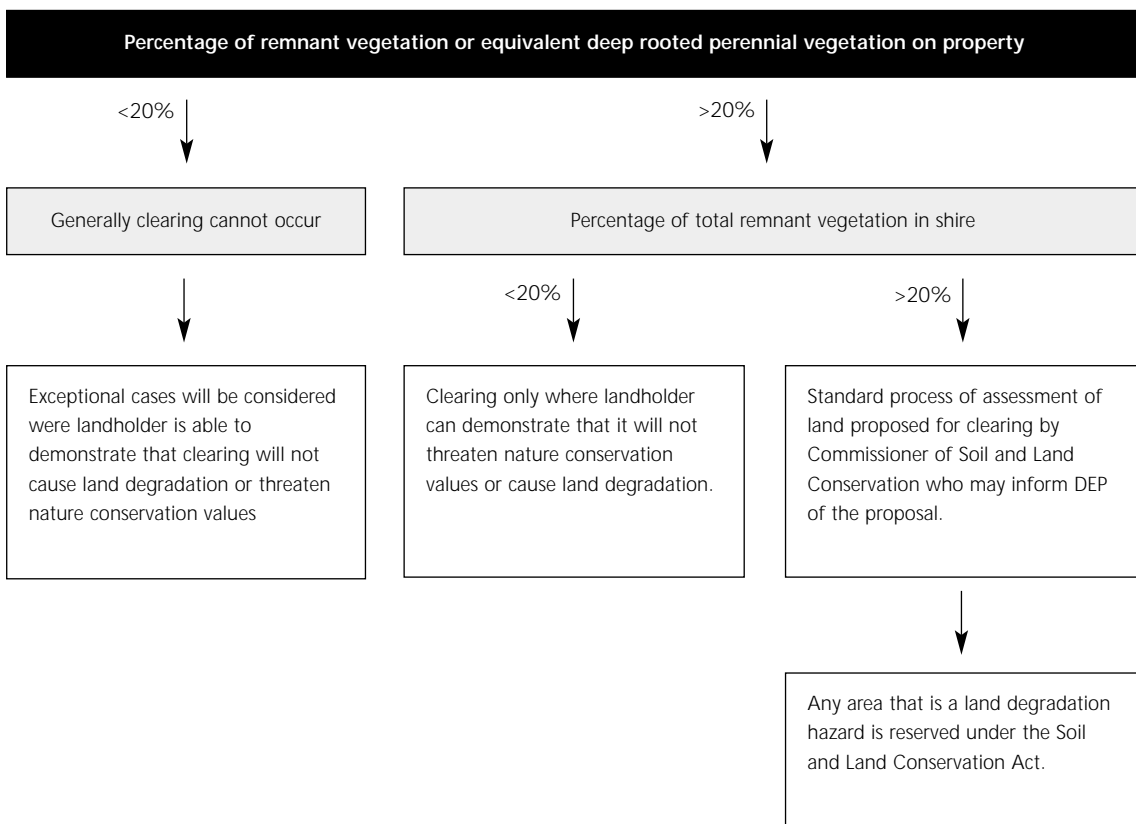 Percentage of remnant vegetation or equivalent deep rooted perennial vegetation on property
<20%
>20%
Generally clearing cannot occur
Percentage of total remnant vegetation in shire
<20%
>20%
Exceptional cases will be considered
were landholder is able to
demonstrate that clearing will not
cause land degradation or threaten
nature conservation values
Clearing only where landholder
can demonstrate that it will not
threaten nature conservation
values or cause land degradation.
Standard process of assessment of
land proposed for clearing by
Commissioner of Soil and Land
Conservation who may inform DEP
of the proposal.
Any area that is a land degradation
hazard is reserved under the Soil
and Land Conservation Act.